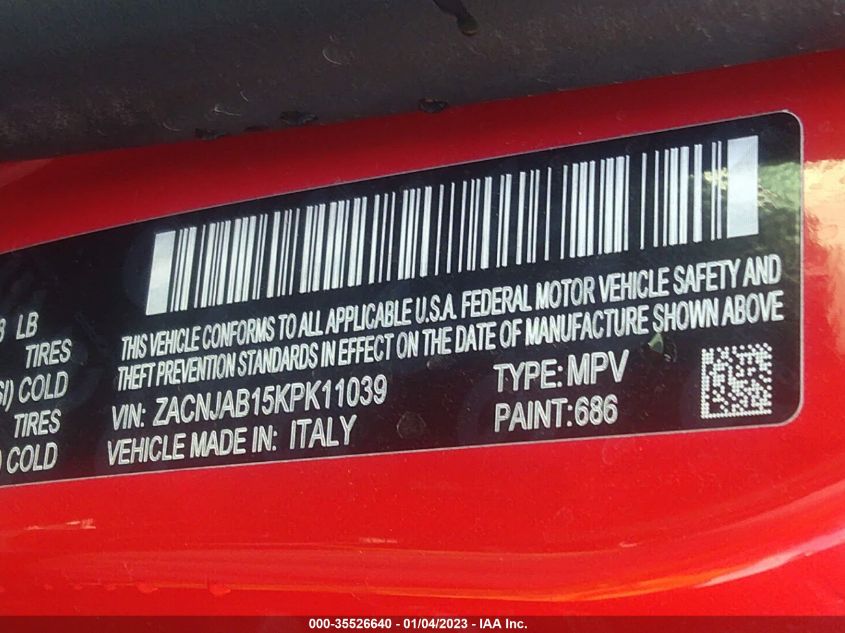 LB
TIRES
COLD
TIRES
COLD
THIS VEHICLE CONFORMS TO ALL APPLICABLE U.S.A. FEDERAL MOTOR VEHICLE SAFETY AND
THEFT PREVENTION STANDARDS IN EFFECT ON THE DATE OF MANUFACTURE SHOWN ABOVE
VIN: ZACNJAB15KPK11039
TYPE: MPV
VEHICLE MADE IN: ITALY
PAINT:686
000-35526640 - 01/04/2023 - IAA Inc.